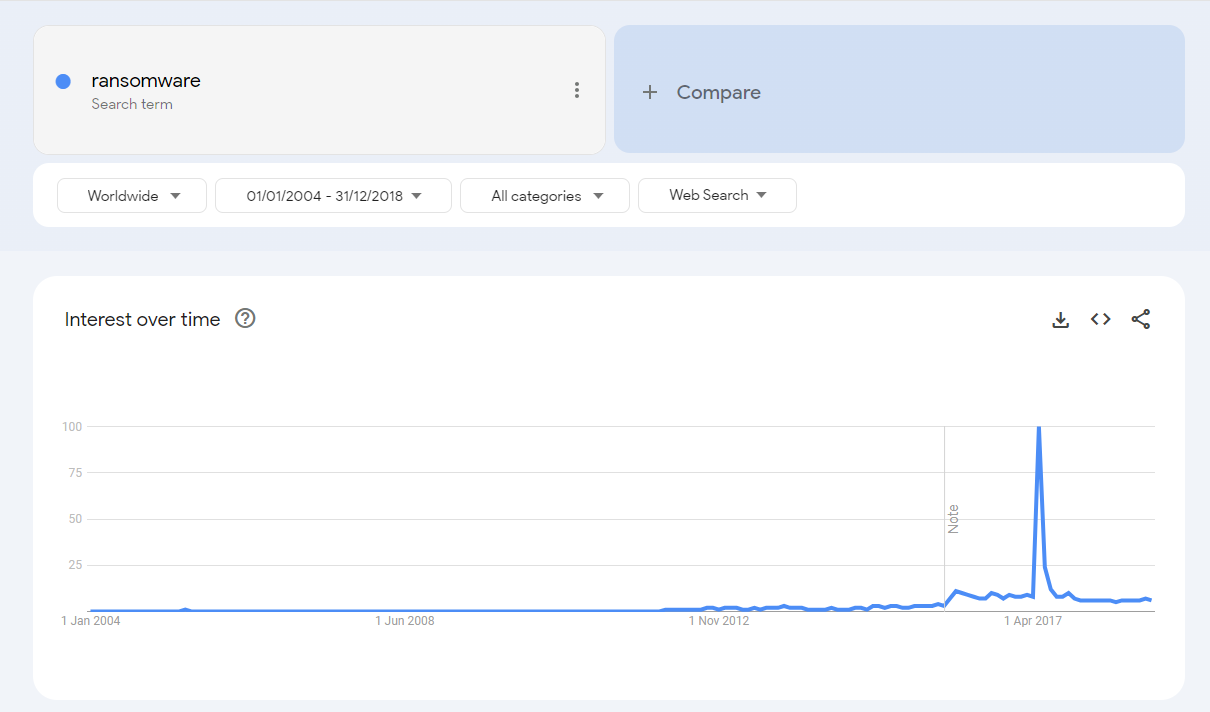 ransomware
Search term
+ Compare
Worldwide
01/01/2004 - 31/12/2018
All categories
Web Search
Interest over time
100
75
50
25
Note
1 Jan 2004
1 Jun 2008
1 Nov 2012
1 Apr 2017